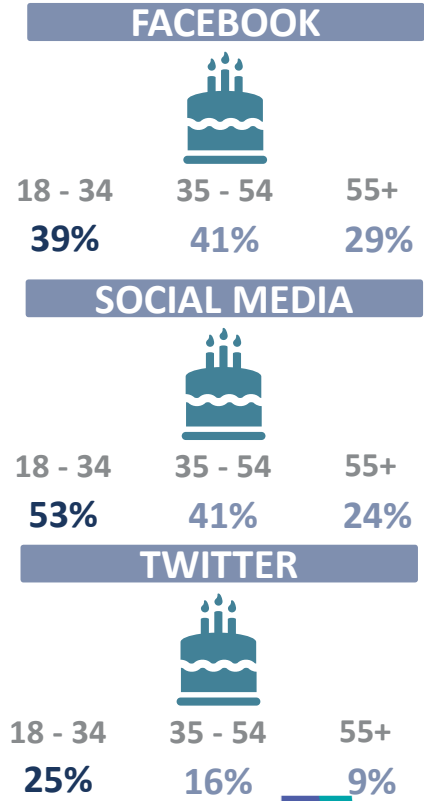 FACEBOOK
18 - 34 35 - 54 55+
39% 41% 29%
SOCIAL MEDIA
18 - 34 35 - 54 55+
53% 41% 24%
TWITTER
18 - 34 35 - 54 55+
25% 16% 9%